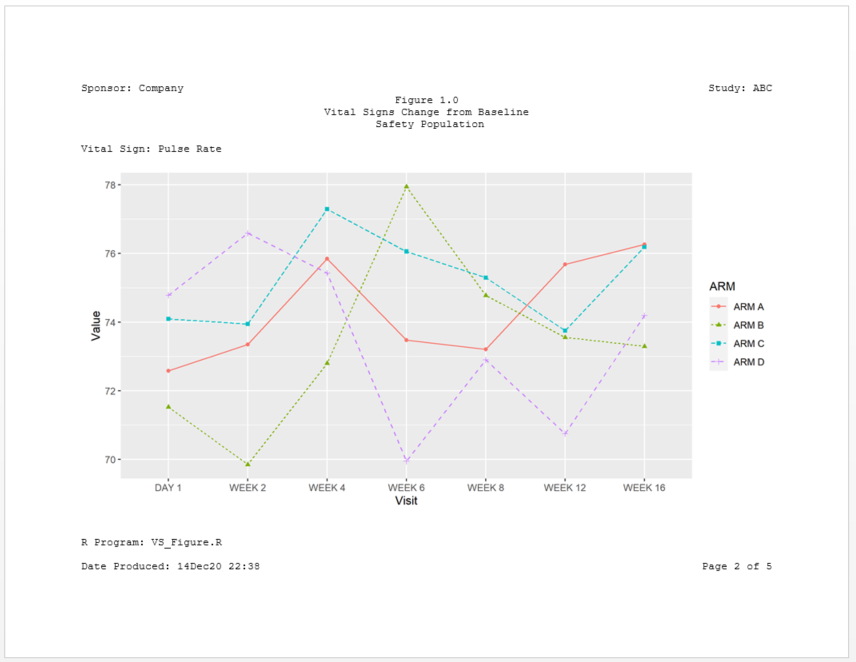 Sponsor: Company Study: ABC
Figure 1.0
Vital Signs Change from Baseline
Safety Population
Vital Sign: Pulse Rate
78
76
74
72
70
Value
DAY 1 WEEK 2 WEEK 4 WEEK 6 WEEK 8 WEEK 12 WEEK 16
Visit
ARM
ARM A
ARM B
ARM C
ARM D
R Program: VS_Figure.R
Date Produced: 14Dec20 22:38 Page 2 of 5